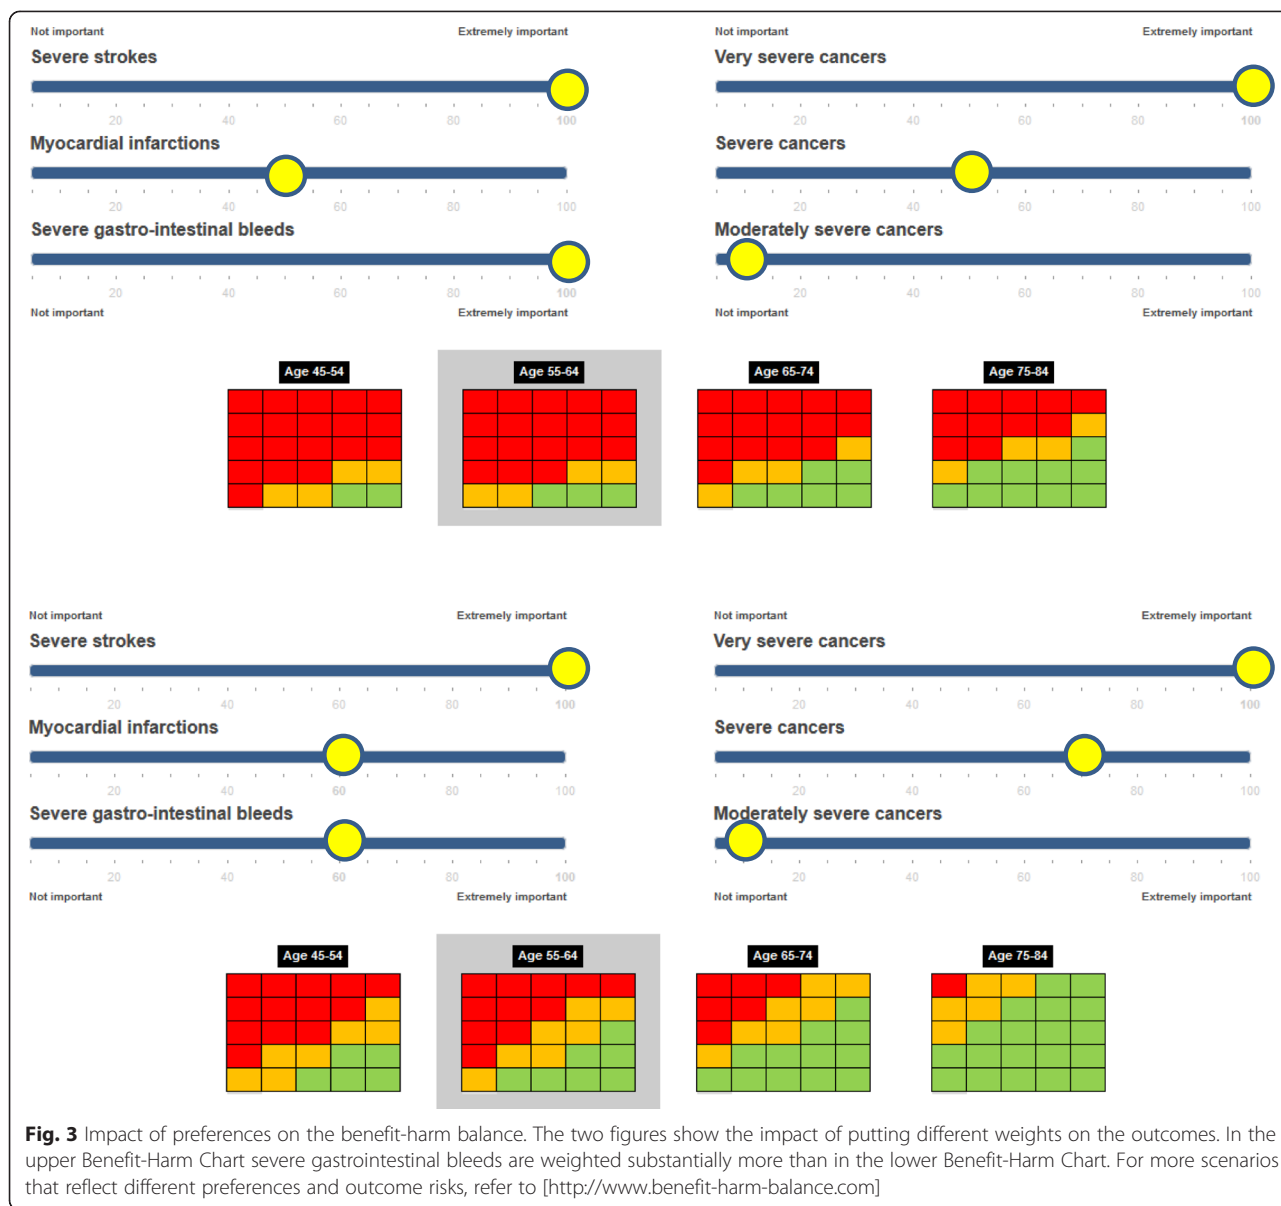 Not important Extremely important
Severe strokes
20 40 60 80 100
Myocardial infarctions
20 40 60 80 100
Severe gastro-intestinal bleeds
20 40 60 80 100
Not important Extremely important
Not important Extremely important
Very severe cancers
20 40 60 80 100
Severe cancers
20 40 60 80 100
Moderately severe cancers
20 40 60 80 100
Not important Extremely important
Age 45-54 Age 55-64 Age 65-74 Age 75-84
Not important Extremely important
Severe strokes
20 40 60 80 100
Myocardial infarctions
20 40 60 80 100
Severe gastro-intestinal bleeds
20 40 60 80 100
Not important Extremely important
Not important Extremely important
Very severe cancers
20 40 60 80 100
Severe cancers
20 40 60 80 100
Moderately severe cancers
20 40 60 80 100
Not important Extremely important
Age 45-54 Age 55-64 Age 65-74 Age 75-84
Fig. 3 Impact of preferences on the benefit-harm balance. The two figures show the impact of putting different weights on the outcomes. In the
upper Benefit-Harm Chart severe gastrointestinal bleeds are weighted substantially more than in the lower Benefit-Harm Chart. For more scenarios
that reflect different preferences and outcome risks, refer to [http://www.benefit-harm-balance.com]